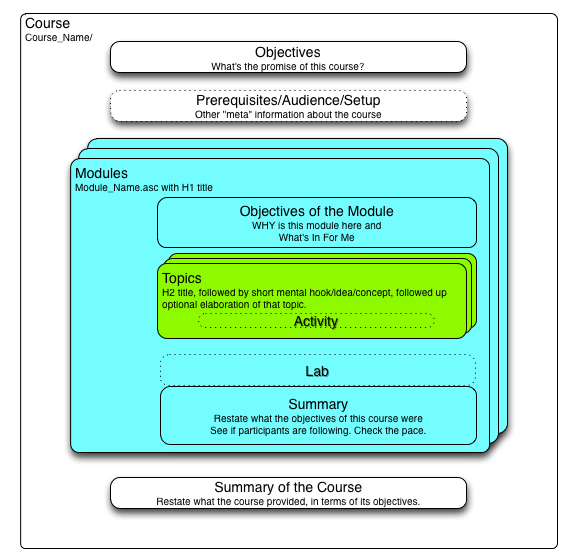 Course
Course_Name/
Objectives
What's the promise of this course?
Prerequisites/Audience/Setup
Other "meta" information about the course
Modules
Module_Name.asc with H1 title
Objectives of the Module
WHY is this module here and
What's In For Me
Topics
H2 title, followed by short mental hook/idea/concept, followed up
optional elaboration of that topic.
Activity
Lab
Summary
Restate what the objectives of this course were
See if participants are following. Check the pace.
Summary of the Course
Restate what the course provided, in terms of its objectives.